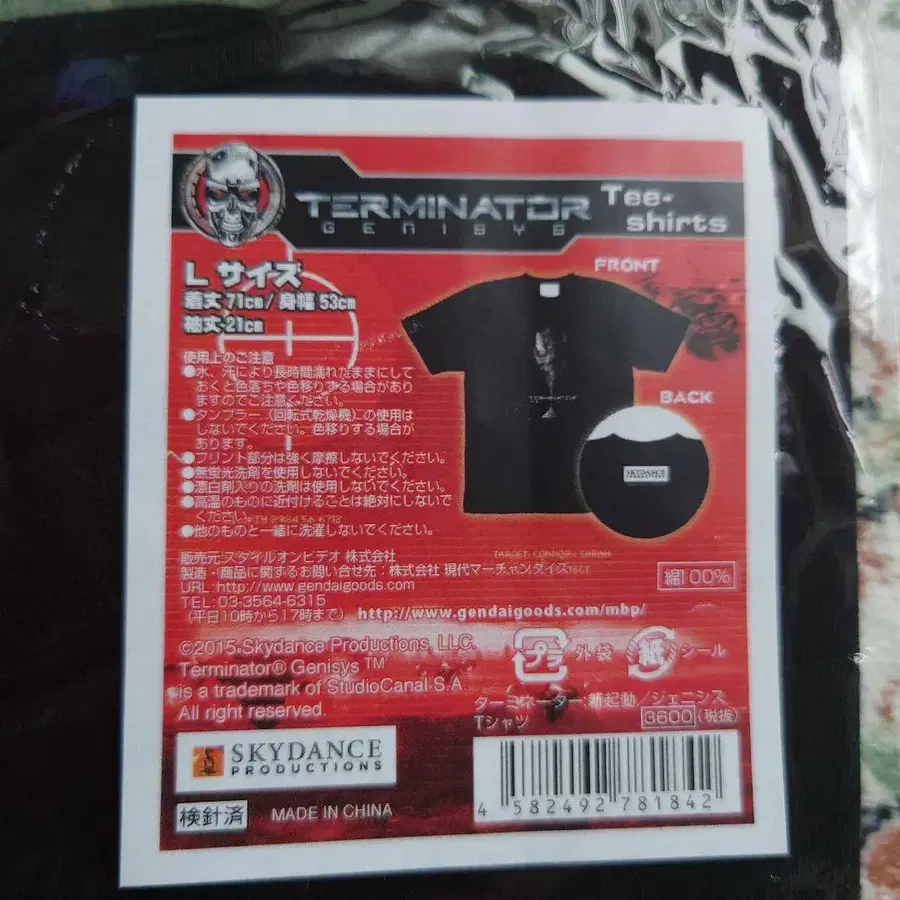 TERMINATOR
GENISYS
Tee-
shirts
L サイズ
着丈 71cm / 身幅 53cm
袖丈 21cm
FRONT
TERMINATOR
BACK
SKYDANCE
PRODUCTIONS
使用上のご注意
●水、汗により長時間濡れたままにして
おくと色落ちや色移りする場合があり
ますのでご注意ください。
●タンブラー(回転式乾燥機)の使用は
しないでください。色移りする場合が
あります。
●プリント部分は強く摩擦しないでください。
●無蛍光洗剤を使用しないでください。
●漂白剤入りの洗剤は使用しないでください。
●高温のものに近付けることは絶対にしないで
ください。
●他のものと一緒に洗濯しないでください。
TARGET: CONNOR: SARAH
販売元:スタイルオンビデオ 株式会社
製造・商品に関するお問い合せ先:株式会社 現代マーチャンダイズ
URL:http://www.gendaigoods.com
TEL:03-3564-6315
(平日10時から17時まで)
http://www.gendaigoods.com/mbp/
綿100%
©2015 Skydance Productions, LLC.
Terminator® Genisys ™
is a trademark of StudioCanal S.A.
All right reserved.
プラ 外袋 紙 シール
ターミネーター:新起動/ジェニシス
Tシャツ
3600 (税抜)
SKYDANCE
PRODUCTIONS
検針済
MADE IN CHINA
4 582492 781842